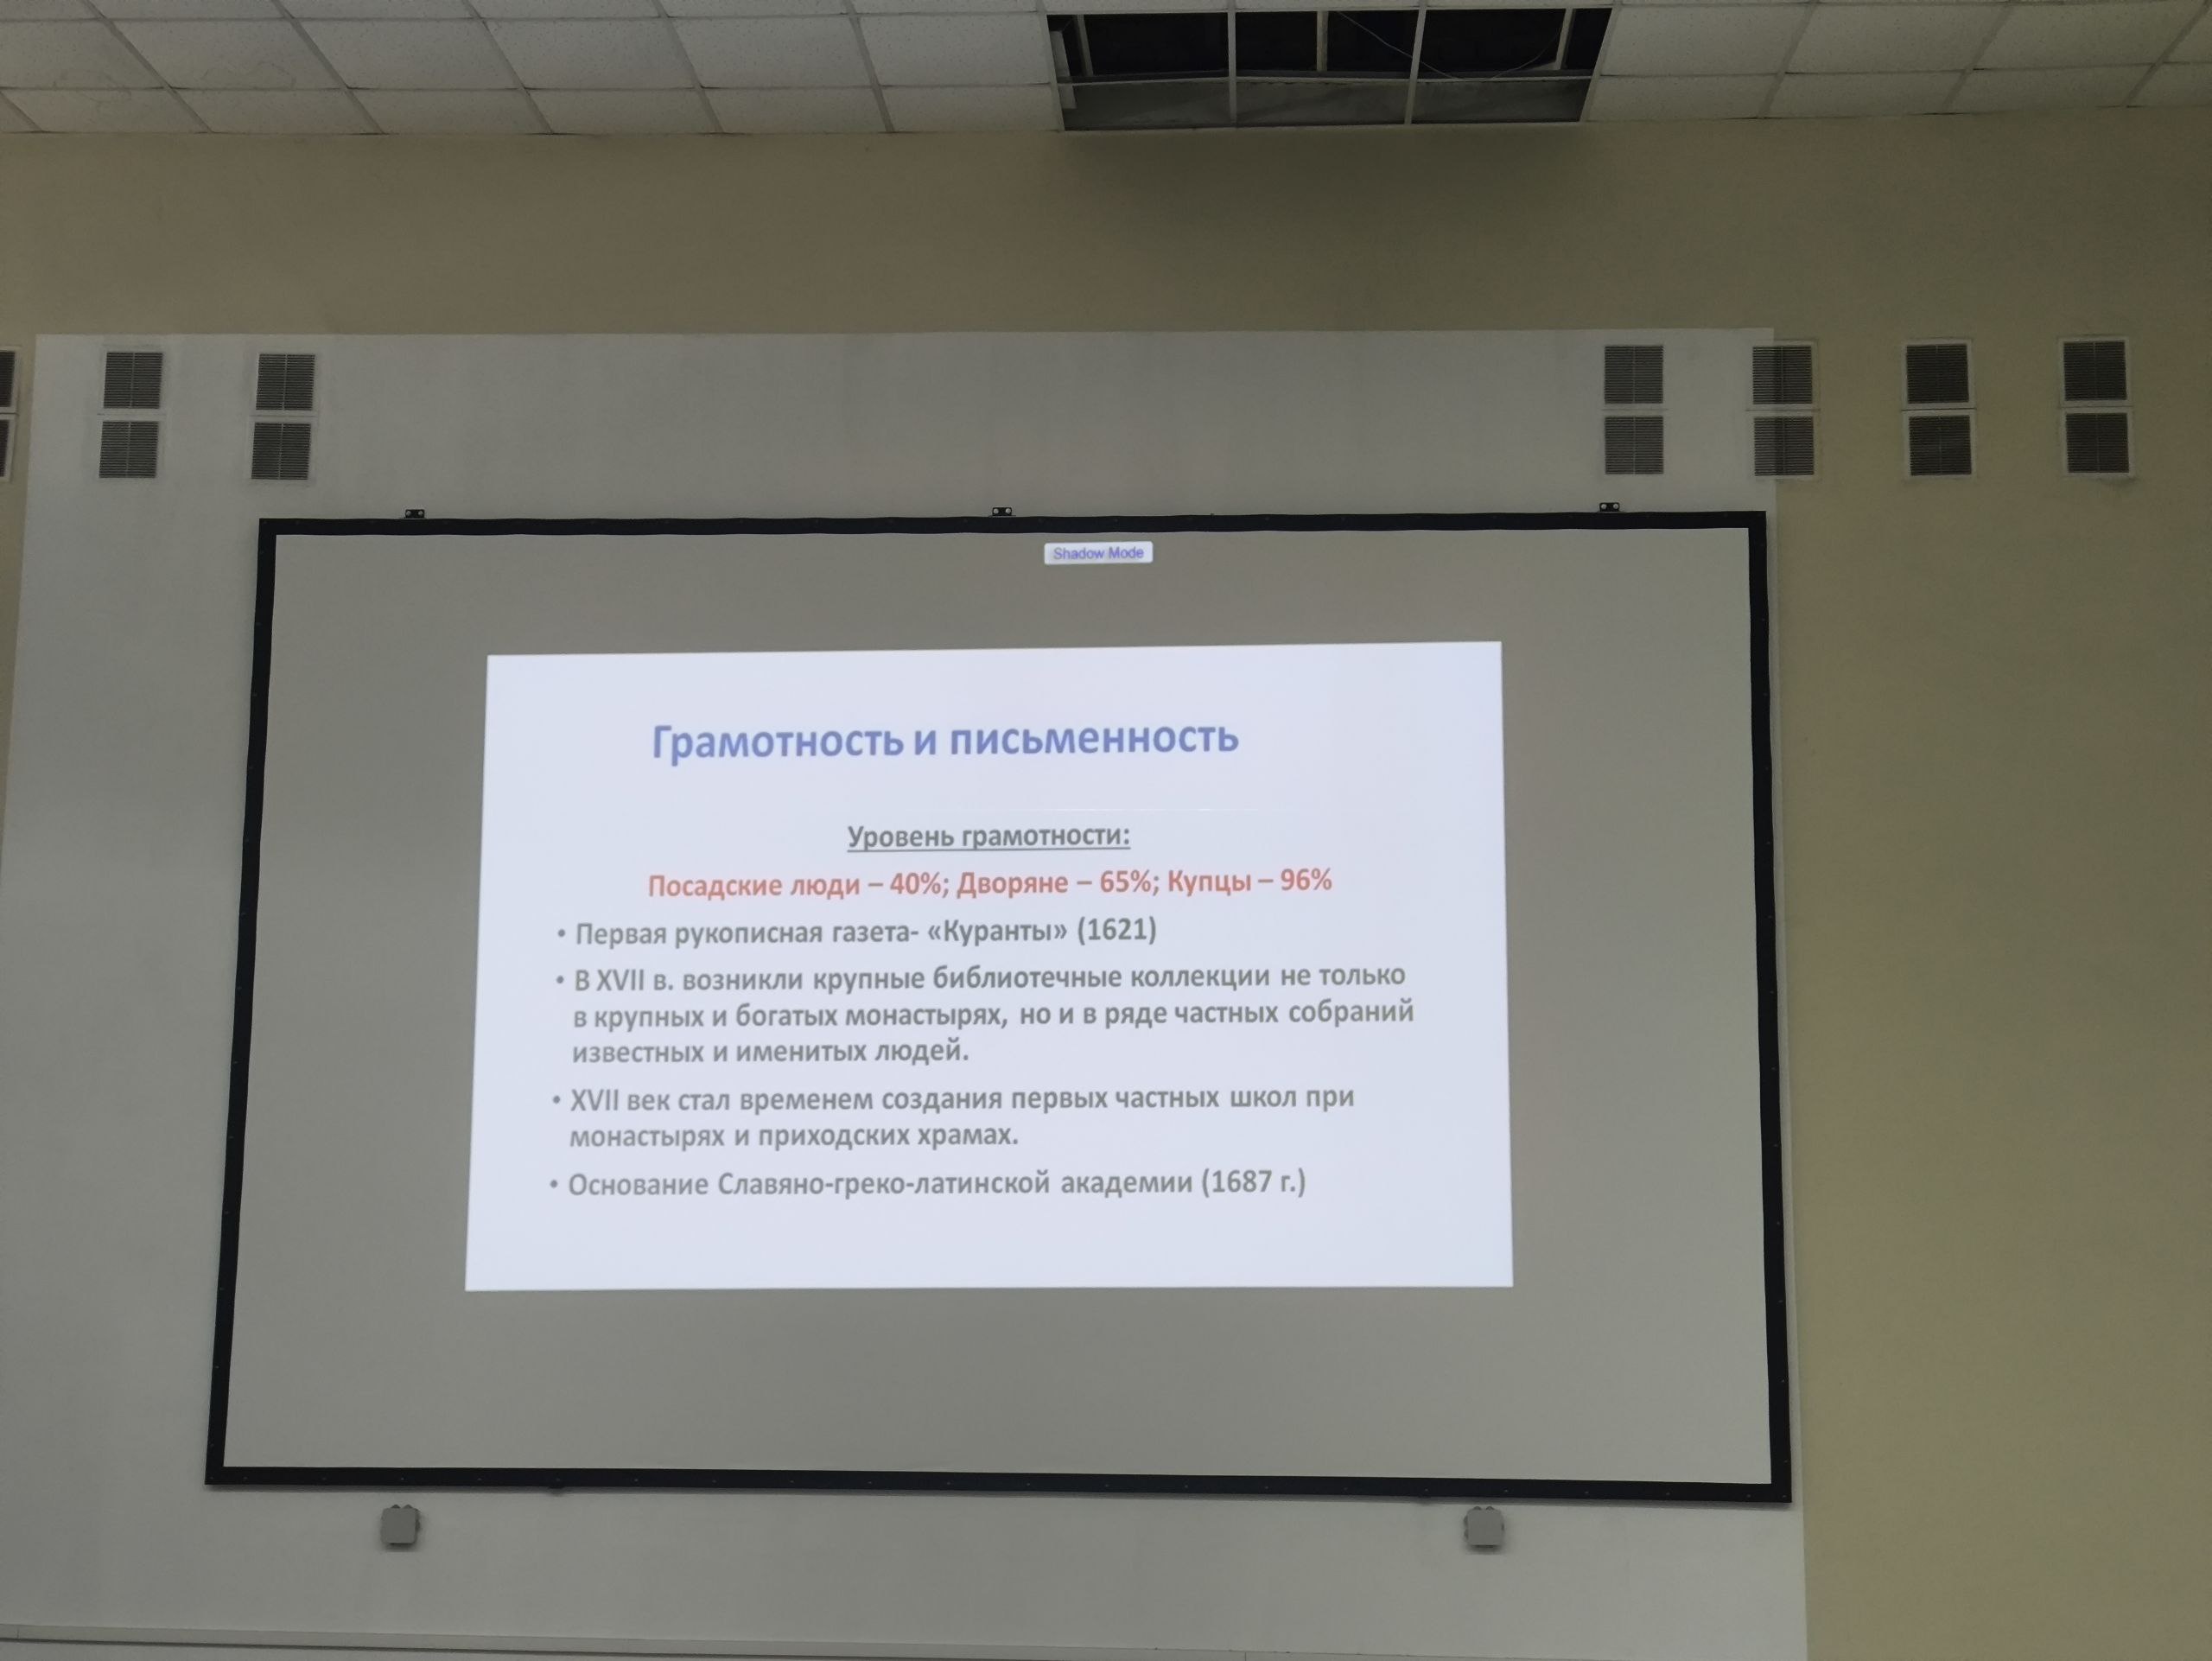 Shadow Mode
Грамотность и письменность
Уровень грамотности:
Посадские люди – 40%; Дворяне – 65%; Купцы – 96%
• Первая рукописная газета- «Куранты» (1621)
• В XVII в. возникли крупные библиотечные коллекции не только
в крупных и богатых монастырях, но и в ряде частных собраний
известных и именитых людей.
• XVII век стал временем создания первых частных школ при
монастырях и приходских храмах.
• Основание Славяно-греко-латинской академии (1687 г.)